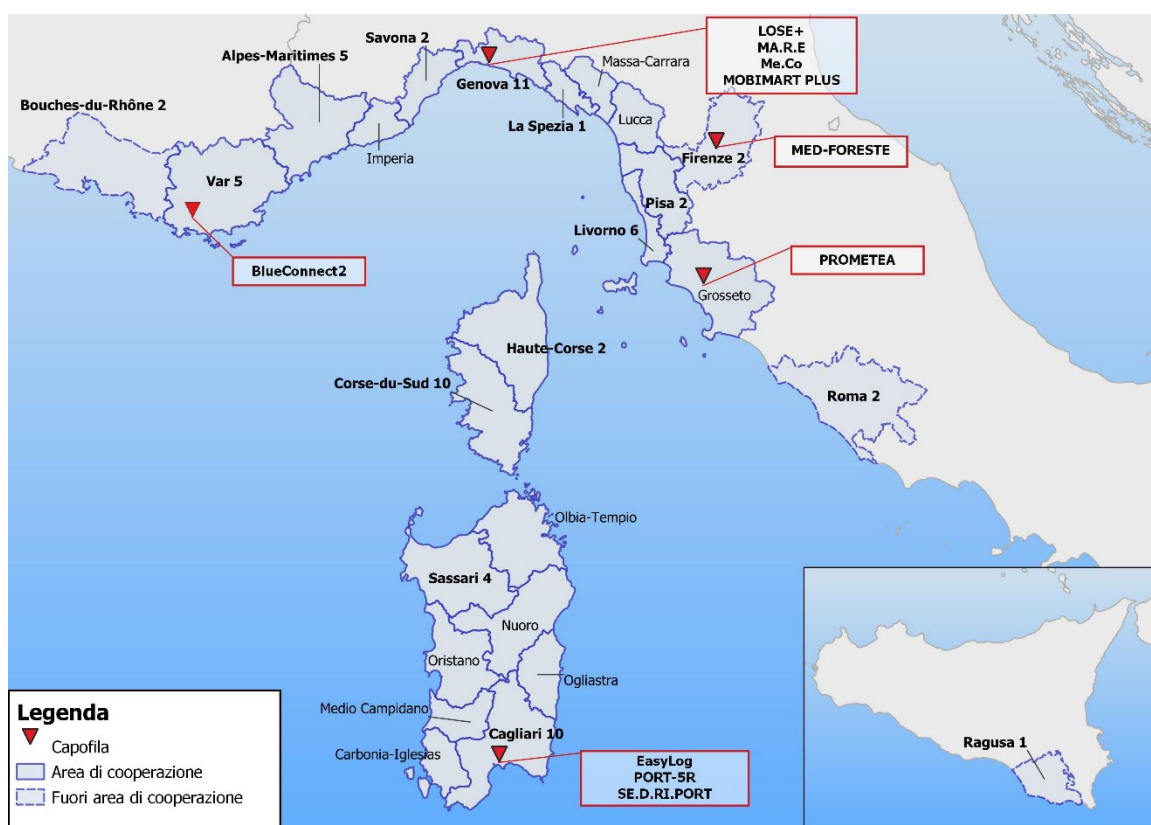 LOSE+
MA.R.E
Me.Co
MOBIMART PLUS
Savona 2
Alpes-Maritimes 5
Massa-Carrara
Genova 11
Bouches-du-Rhône 2
Lucca
La Spezia 1
MED-FORESTE
Firenze 2
Imperia
Var 5
Pisa 2
Livorno 6
BlueConnect2
PROMETEA
Grosseto
Haute-Corse 2
Corse-du-Sud 10
Roma 2
Olbia-Tempio
Sassari 4
Nuoro
Oristano
Ogliastra
Medio Campidano
Cagliari 10
Carbonia-Iglesias
EasyLog
PORT-5R
SE.D.RI.PORT
Ragusa 1
Legenda
Capofila
Area di cooperazione
Fuori area di cooperazione